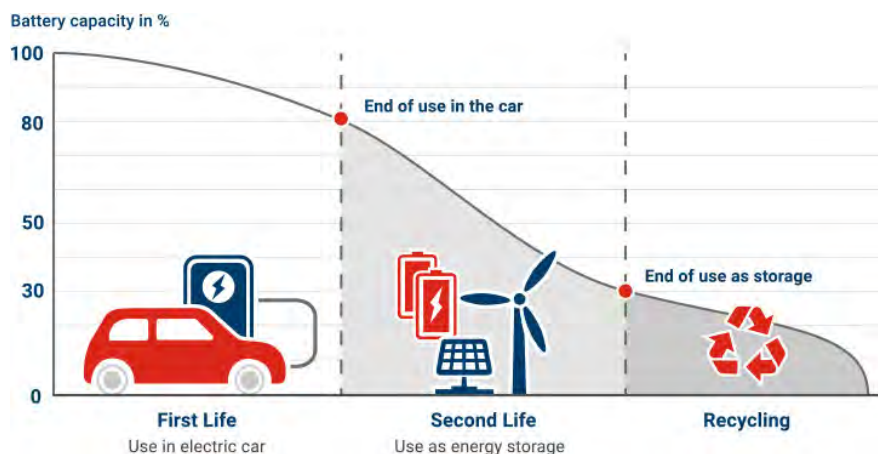 Battery capacity in %
100
End of use in the car
80
50
End of use as storage
30
0
First Life
Second Life
Recycling
Use in electric car
Use as energy storage